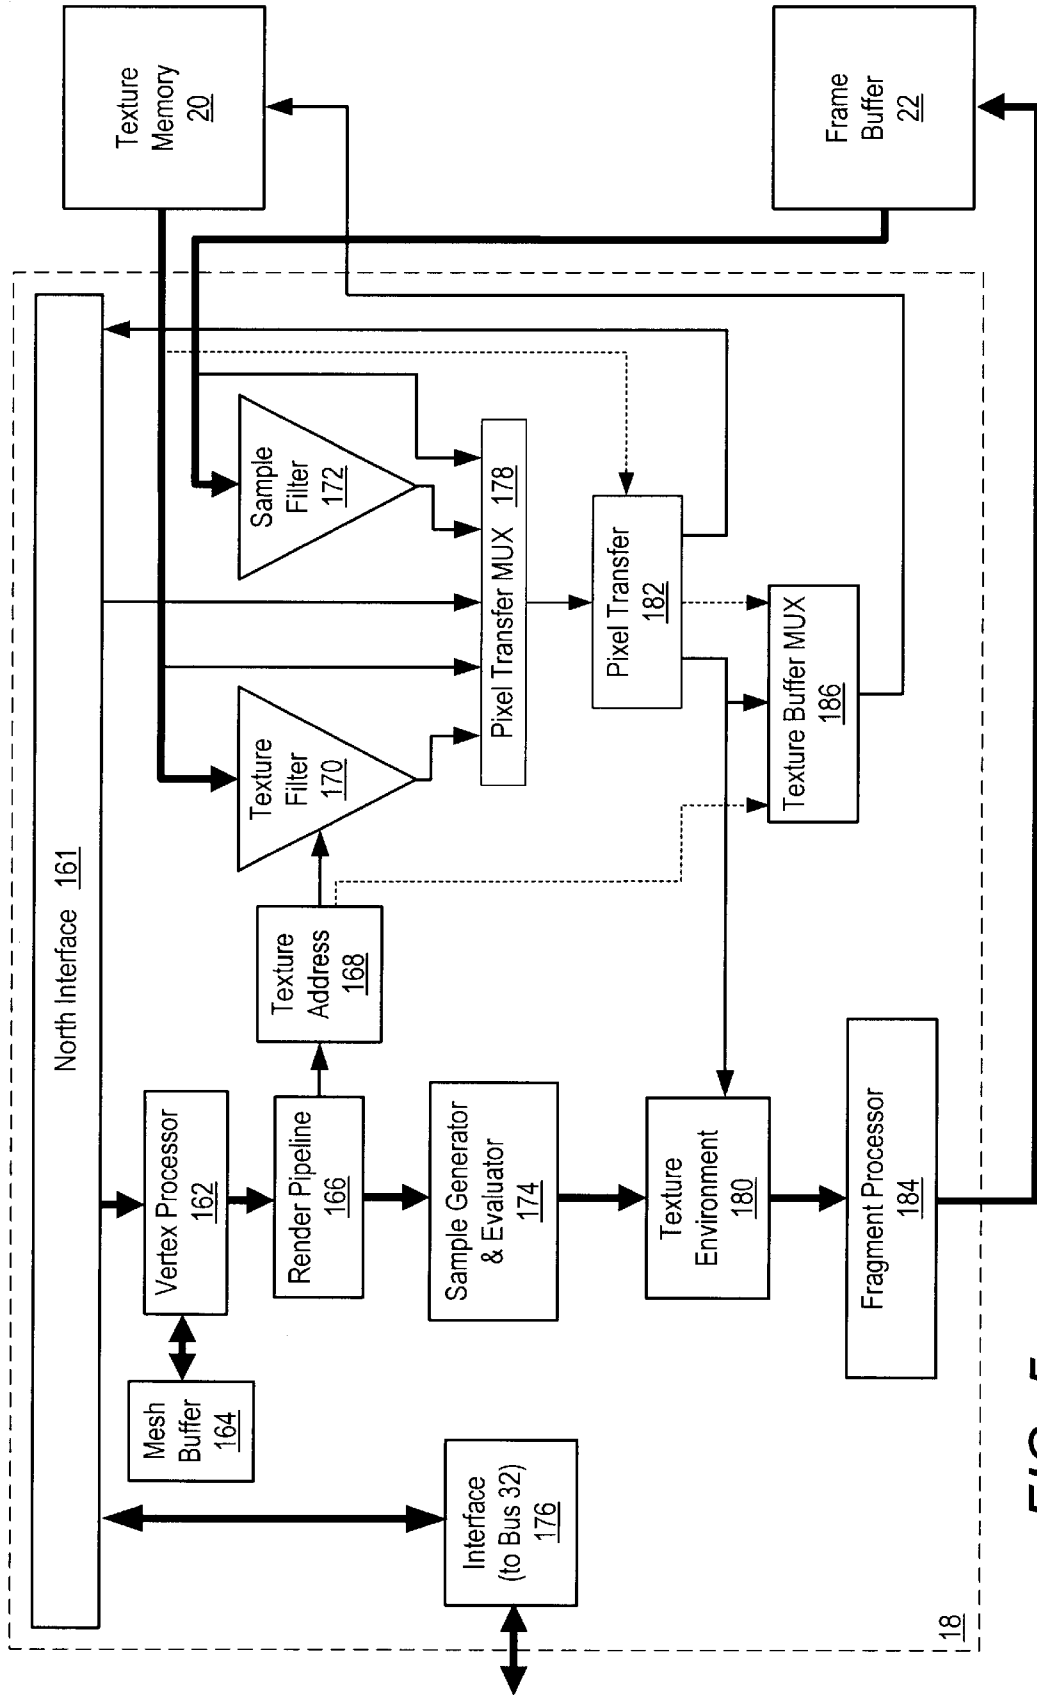 North Interface 161
Texture
Memory
20
Mesh
Buffer
164
Vertex Processor
162
Render Pipeline
166
Texture
Address
168
Texture
Filter
170
Sample
Filter
172
Interface
(to Bus 32)
176
Sample Generator
& Evaluator
174
Pixel Transfer MUX 178
Pixel Transfer
182
Texture
Environment
180
Texture Buffer MUX
186
Frame
Buffer
22
Fragment Processor
184
18
FIG.